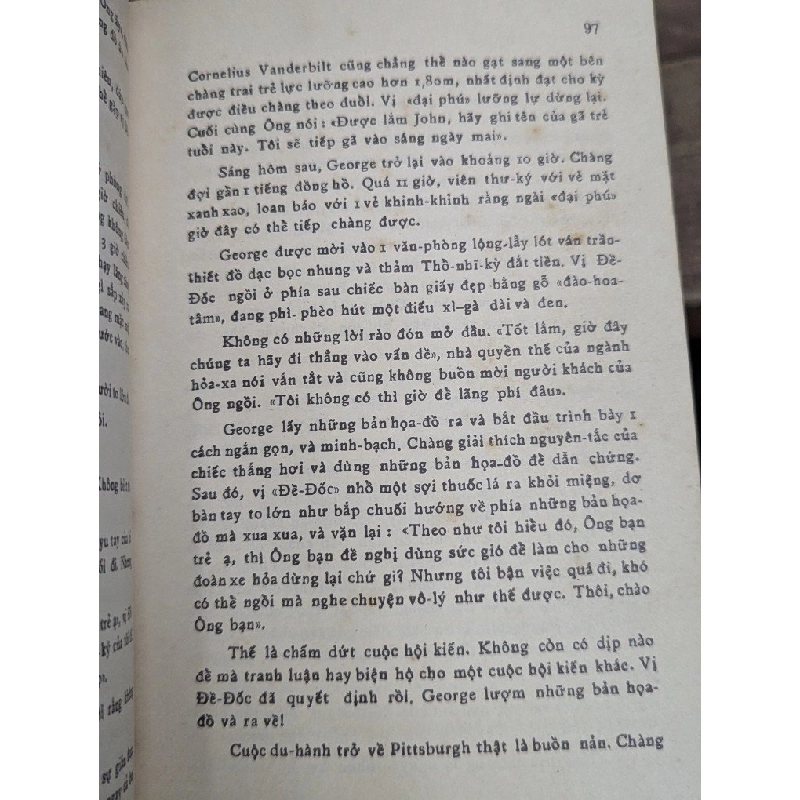 97
Cornelius Vanderbilt cũng chẳng thề nào gạt sang một bên
chàng trai trẻ lực lưỡng cao hơn 1,80m, nhất định đạt cho kỳ
được điều chàng theo đuổi. Vị «đại phú» lưỡng lự dừng lại.
Cuối cùng Ông nói : «Được lắm John, hãy ghi tên của gã trẻ
tuổi này. Tôi sẽ tiếp gã vào sáng ngày mai».
Sáng hôm sau, George trở lại vào khoảng 10 giờ. Chàng
đợi gần 1 tiếng đồng hồ. Quá 11 giờ, viên thư-ký với vẻ mặt
xanh xao, loan báo với 1 vẻ khinh-khỉnh rằng ngài «đại phú»
giờ đây có thề tiếp chàng được.
George được mời vào 1 văn-phòng lộng-lẫy lót ván trần-
thiết đồ đạc bọc nhung và thảm Thồ-nhĩ-kỳ đắt tiền. Vị Đề-
Đốc ngồi ở phía sau chiếc bàn giấy đẹp bằng gỗ «đào-hoa-
tâm», đang phì-phèo hút một điếu xì-gà dài và đen.
Không có những lời rào đón mở đầu. «Tốt lắm, giờ đây
chúng ta hãy đi thẳng vào vấn đề», nhà quyền thế của ngành
hỏa-xa nói vắn tắt và cũng không buồn mời người khách của
Ông ngồi. «Tôi không có thì giờ đề lãng phí đâu».
George lấy những bản họa-đồ ra và bắt đầu trình bày 1
cách ngắn gọn, và minh-bạch. Chàng giải thích nguyên-tắc của
chiếc thắng hơi và dùng những bản họa-đồ đề dẫn chứng.
Sau đó, vị «Đề-Đốc» nhồ một sợi thuốc lá ra khỏi miệng, dơ
bàn tay to lớn như bắp chuối hướng về phía những bản họa-
đồ mà xua xua, và vặn lại : «Theo như tôi hiều đó, Ông bạn
trẻ ạ, thì Ông bạn đề nghị dùng sức gió đề làm cho những
đoàn xe hỏa dừng lại chứ gì? Nhưng tôi bận việc quá đi, khó
có thề ngồi mà nghe chuyện vô-lý như thế được. Thôi, chào
Ông bạn».
Thế là chấm dứt cuộc hội kiến. Không còn có dịp nào
đề mà tranh luận hay biện hộ cho một cuộc hội kiến khác. Vị
Đề-Đốc đã quyết định rồi. George lượm những bản họa-
đồ và ra về!
Cuộc du-hành trở về Pittsburgh thật là buồn nản. Chàng